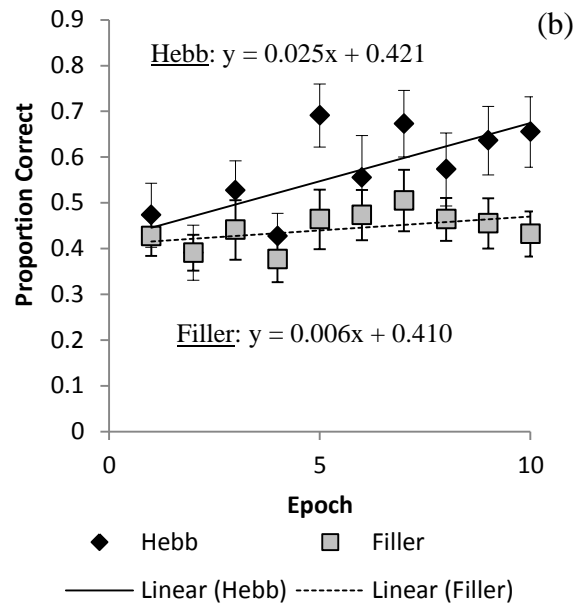 (b)
Hebb: y = 0.025x + 0.421
Filler: y = 0.006x + 0.410
Proportion Correct
0.9
0.8
0.7
0.6
0.5
0.4
0.3
0.2
0.1
0
0 5 10
Epoch
Hebb Filler
Linear (Hebb) Linear (Filler)